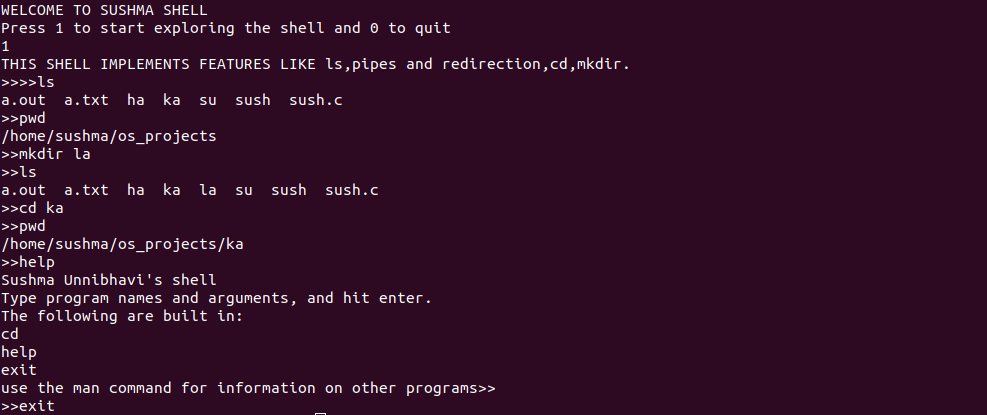 WELCOME TO SUSHMA SHELL
Press 1 to start exploring the shell and 0 to quit
1
THIS SHELL IMPLEMENTS FEATURES LIKE ls,pipes and redirection,cd,mkdir.
>>>>ls
a.out  a.txt  ha  ka  su  sush  sush.c
>>pwd
/home/sushma/os_projects
>>mkdir la
>>ls
a.out  a.txt  ha  ka  la  su  sush  sush.c
>>cd ka
>>pwd
/home/sushma/os_projects/ka
>>help
Sushma Unnibhavi's shell
Type program names and arguments, and hit enter.
The following are built in:
cd
help
exit
use the man command for information on other programs>>
>>exit